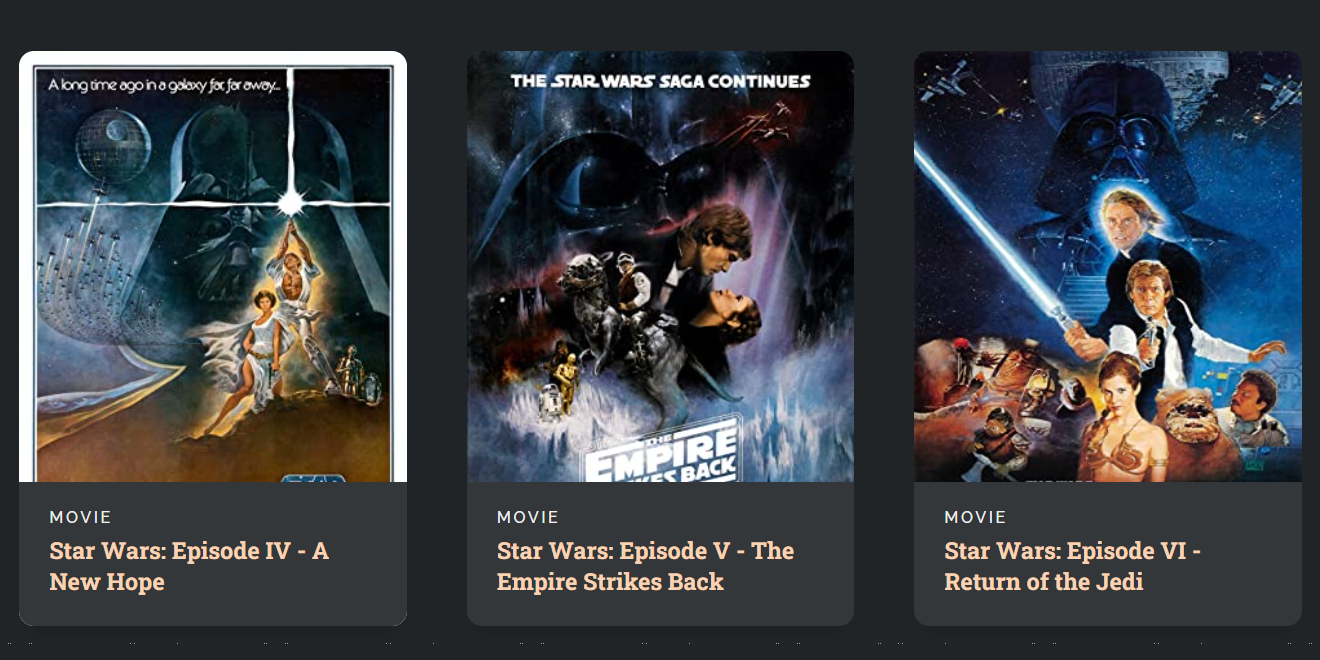 A long time ago in a galaxy far, far away...
THE STAR WARS SAGA CONTINUES
THE
EMPIRE
BACK
MOVIE
Star Wars: Episode IV - A
New Hope
MOVIE
Star Wars: Episode V - The
Empire Strikes Back
MOVIE
Star Wars: Episode VI -
Return of the Jedi